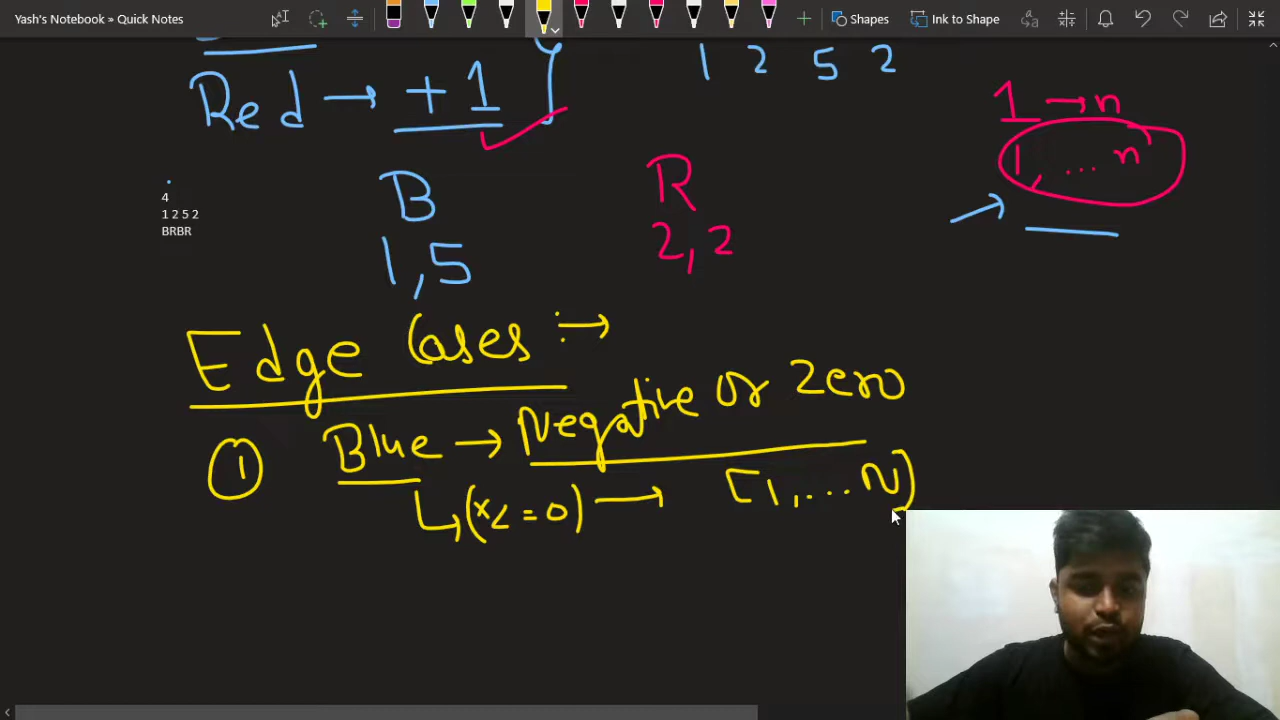 Yash's Notebook » Quick Notes
Shapes
Ink to Shape
Red → +1
1 2 5 2
1 → n
1, ... n
4
1 2 5 2
BRBR
B
R
1,5
2,2
Edge Cases :→
1 Blue → Negative or Zero
(x<=0) → [1,...N]